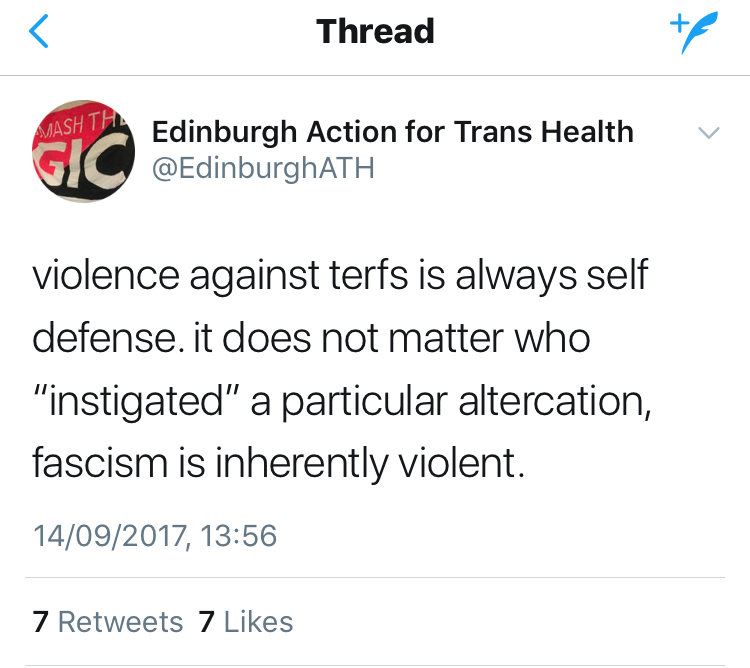 Thread
MASH TH
GIC
Edinburgh Action for Trans Health
@EdinburghATH
violence against terfs is always self
defense. it does not matter who
“instigated” a particular altercation,
fascism is inherently violent.
14/09/2017, 13:56
7 Retweets 7 Likes